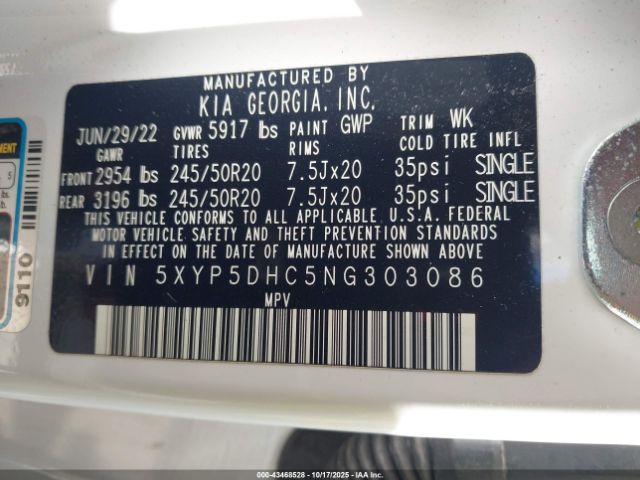 MANUFACTURED BY
KIA GEORGIA, INC.
JUN/29/22 GVWR 5917 lbs PAINT GWP TRIM WK
GAWR TIRES RIMS COLD TIRE INFL
FRONT 2954 lbs 245/50R20 7.5Jx20 35psi SINGLE
REAR 3196 lbs 245/50R20 7.5Jx20 35psi SINGLE
THIS VEHICLE CONFORMS TO ALL APPLICABLE U.S.A. FEDERAL
MOTOR VEHICLE SAFETY AND THEFT PREVENTION STANDARDS
IN EFFECT ON THE DATE OF MANUFACTURE SHOWN ABOVE.
VIN 5XYP5DHC5NG303086
MPV
9110
000-43468528 - 10/17/2025 - IAA Inc.